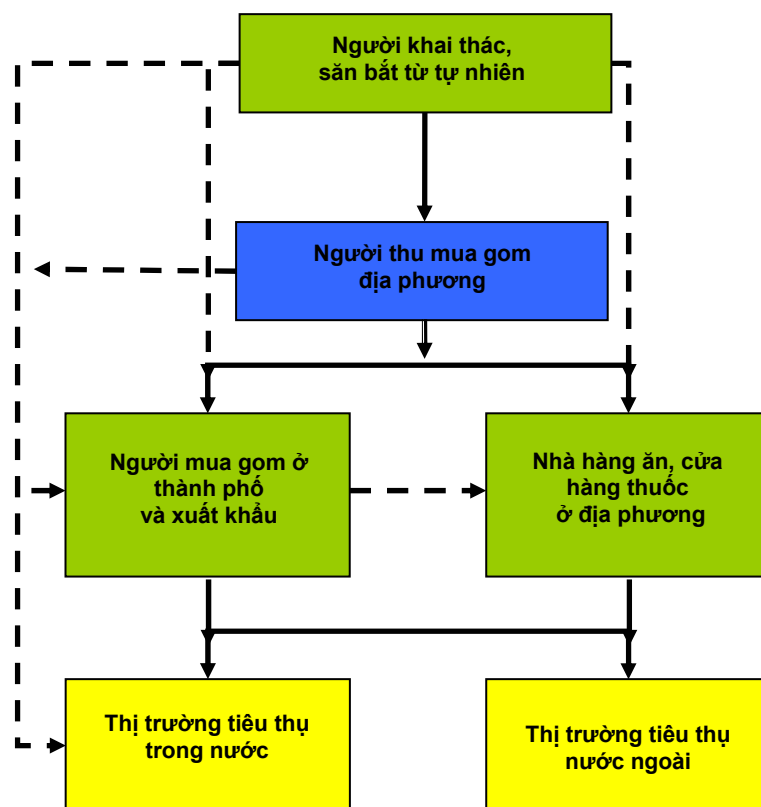 Người khai thác,
săn bắt từ tự nhiên
Người thu mua gom
địa phương
Người mua gom ở
thành phố
và xuất khẩu
Nhà hàng ăn, cửa
hàng thuốc
ở địa phương
Thị trường tiêu thụ
trong nước
Thị trường tiêu thụ
nước ngoài